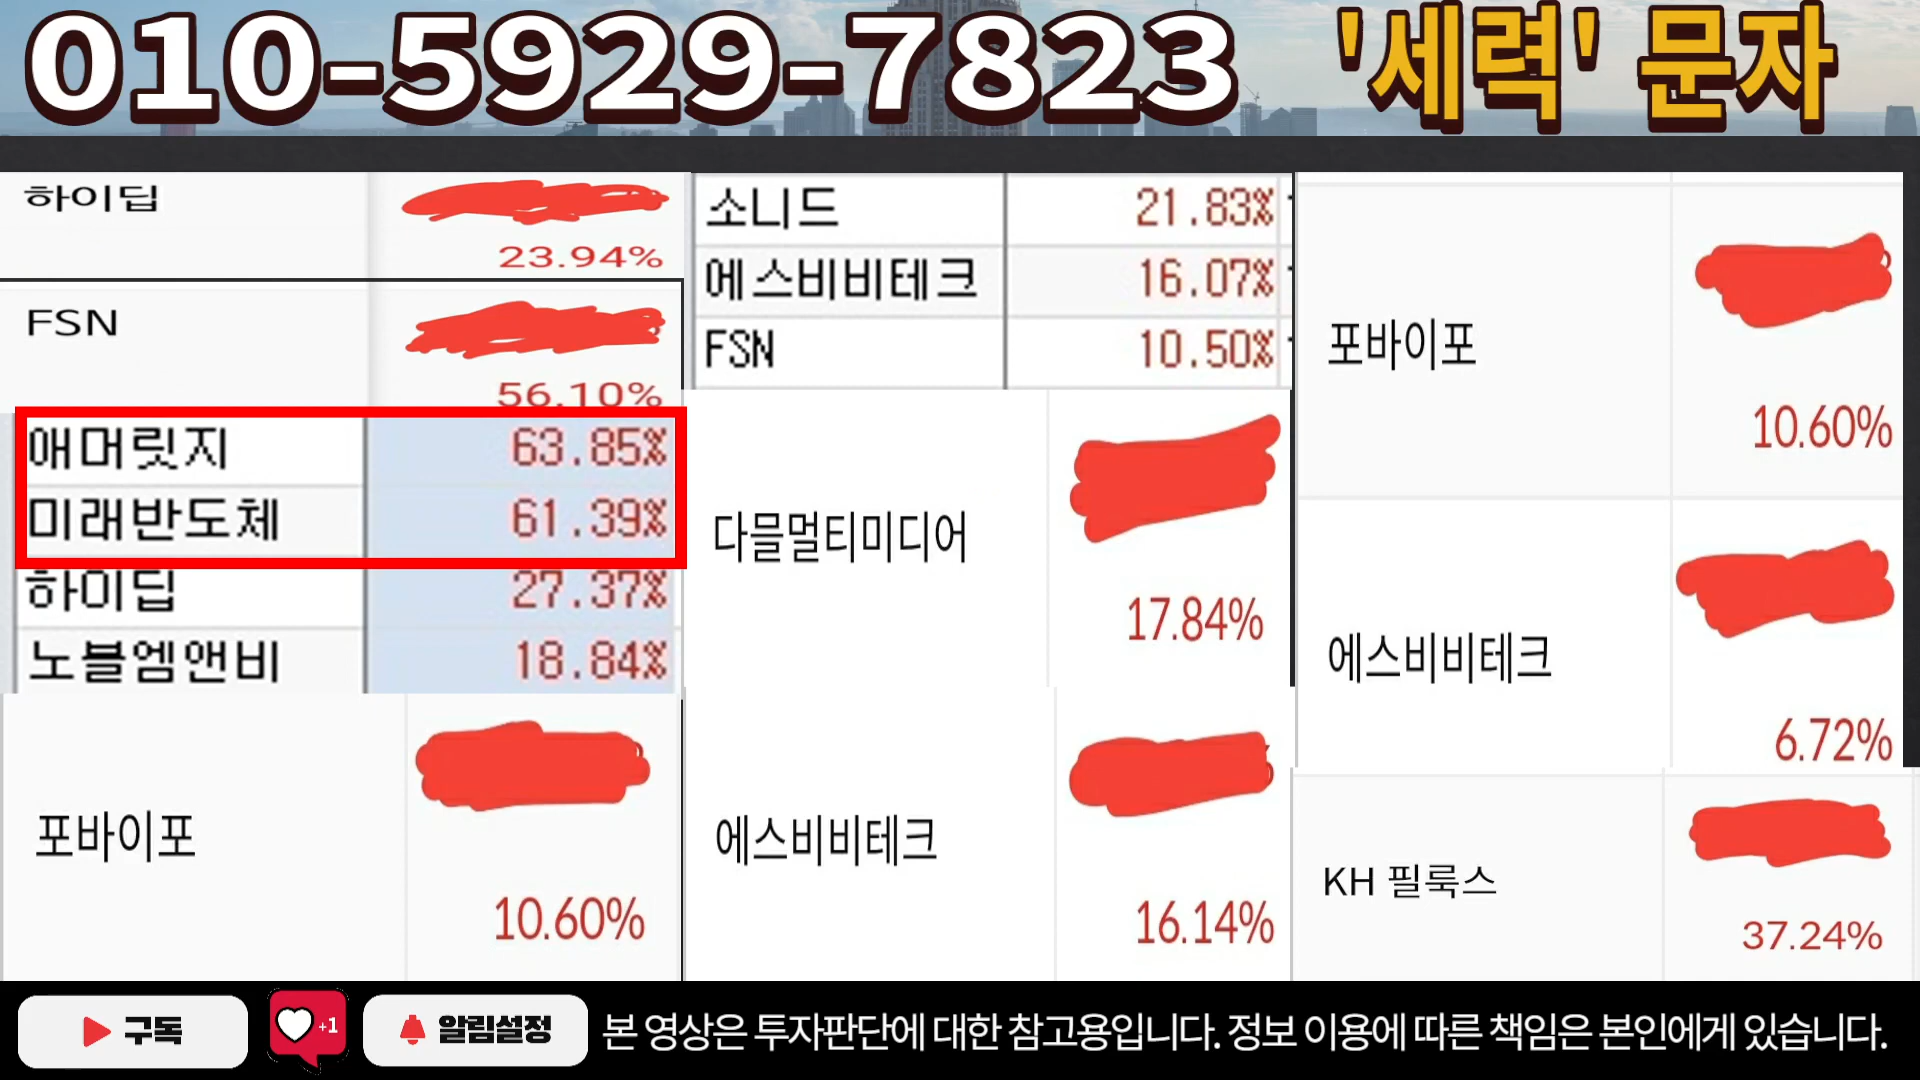 010-5929-7823 '세력' 문자
하이딥
23.94%
FSN
56.10%
애머릿지 63.85%
미래반도체 61.39%
하이딥 27.37%
노블엠앤비 18.84%
포바이포
10.60%
소니드 21.83%
에스비비테크 16.07%
FSN 10.50%
다믈멀티미디어
17.84%
에스비비테크
16.14%
포바이포
10.60%
에스비비테크
6.72%
KH 필룩스
37.24%
구독 +1 알림설정 본 영상은 투자판단에 대한 참고용입니다. 정보 이용에 따른 책임은 본인에게 있습니다.